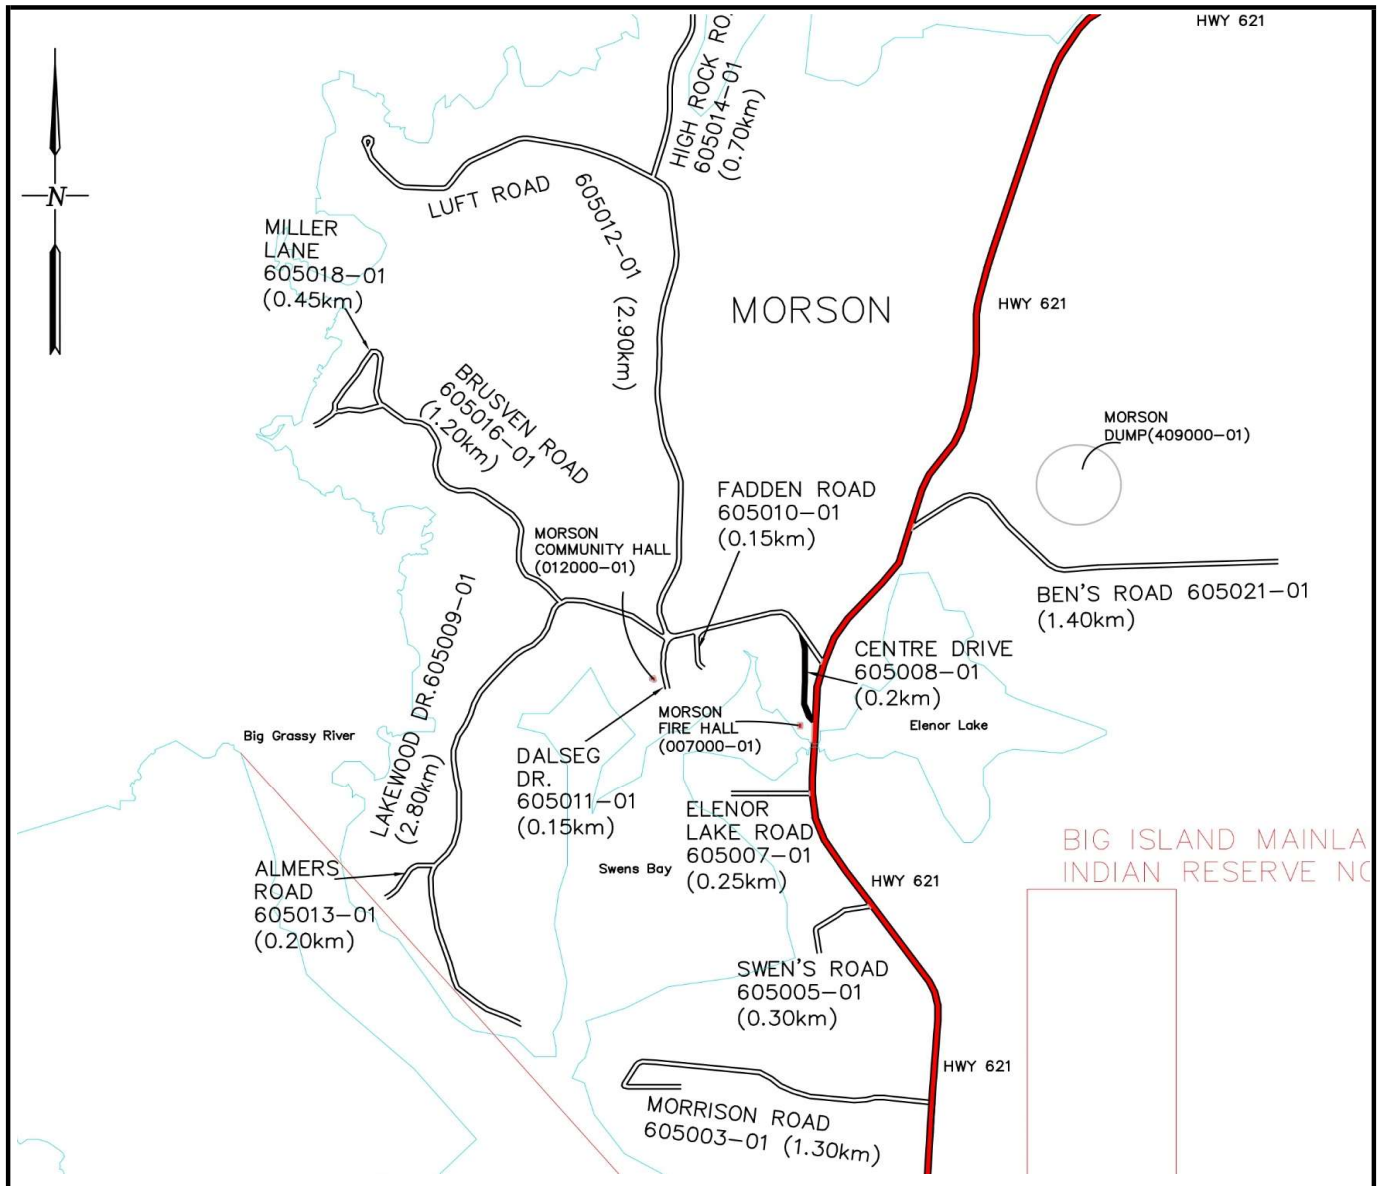 HWY 621
HIGH ROCK
605014-01
(0.70km)
N
LUFT ROAD
605012-01 (2.90km)
MILLER
LANE
605018-01
(0.45km)
MORSON
HWY 621
BRUSVEN ROAD
605016-01
(1.20km)
MORSON
DUMP(409000-01)
FADDEN ROAD
605010-01
(0.15km)
MORSON
COMMUNITY HALL
(012000-01)
BEN'S ROAD 605021-01
(1.40km)
LAKEWOOD DR.605009-01
(2.80km)
CENTRE DRIVE
605008-01
(0.2km)
MORSON
FIRE HALL
(007000-01)
Elenor Lake
Big Grassy River
DALSEG
DR.
605011-01
(0.15km)
ELENOR
LAKE ROAD
605007-01
(0.25km)
BIG ISLAND
INDIAN RESERVE
Swens Bay
ALMERS
ROAD
605013-01
(0.20km)
HWY 621
SWEN'S ROAD
605005-01
(0.30km)
HWY 621
MORRISON ROAD
605003-01 (1.30km)